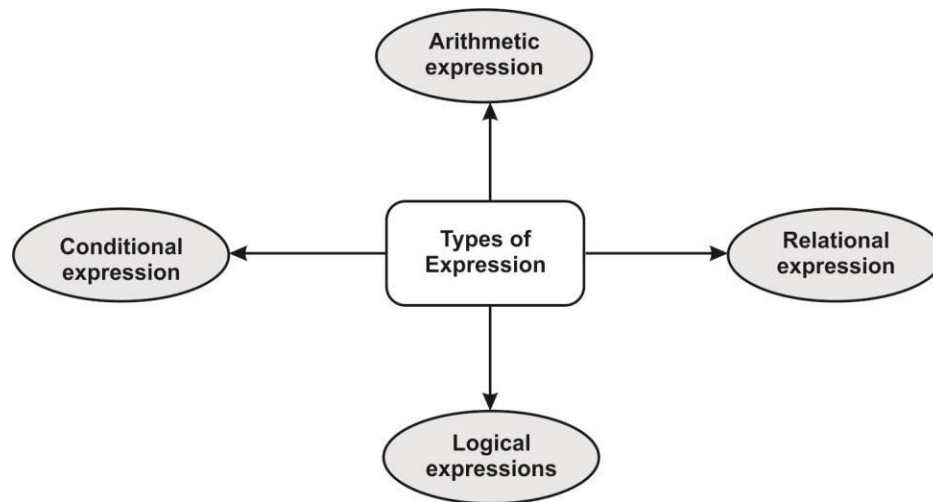 Arithmetic
expression
Conditional
expression
Types of
Expression
Relational
expression
Logical
expressions